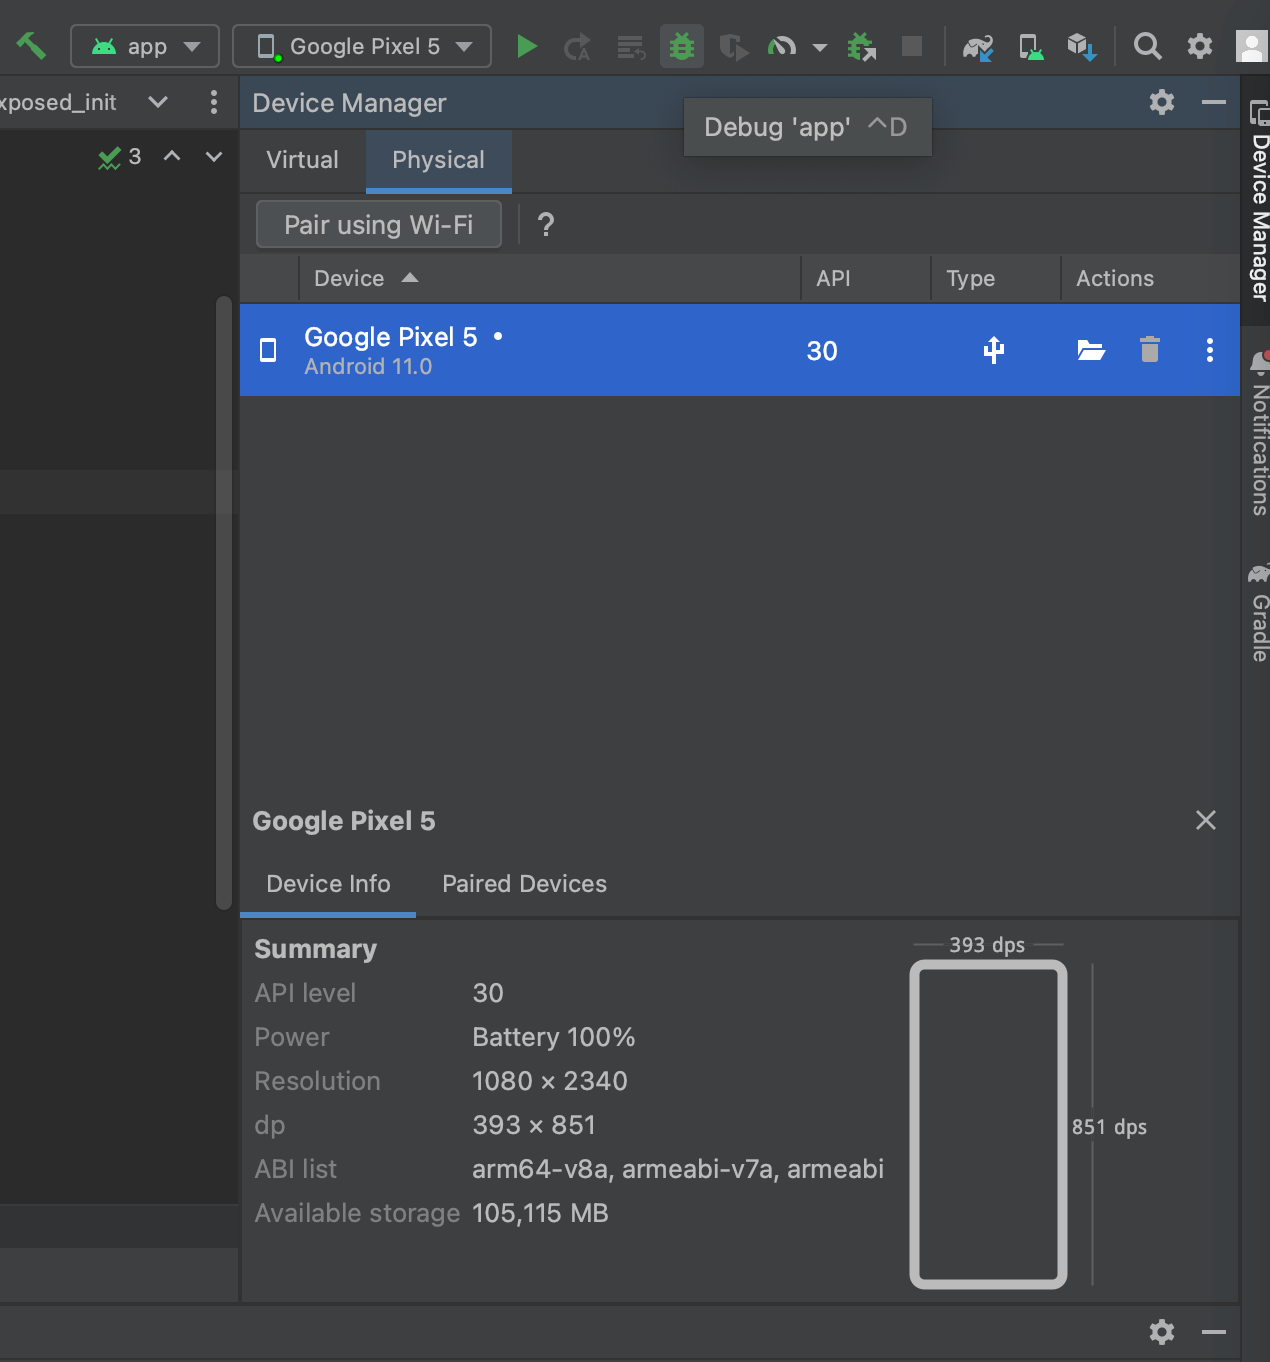 app
Google Pixel 5
xposed_init
Device Manager
Debug 'app' ^D
3
Virtual
Physical
Pair using Wi-Fi
?
Device
API
Type
Actions
Google Pixel 5 •
Android 11.0
30
Device Manager
Notifications
Gradle
Google Pixel 5
Device Info
Paired Devices
Summary
API level 30
Power Battery 100%
Resolution 1080 × 2340
dp 393 × 851
ABI list arm64-v8a, armeabi-v7a, armeabi
Available storage 105,115 MB
393 dps
851 dps